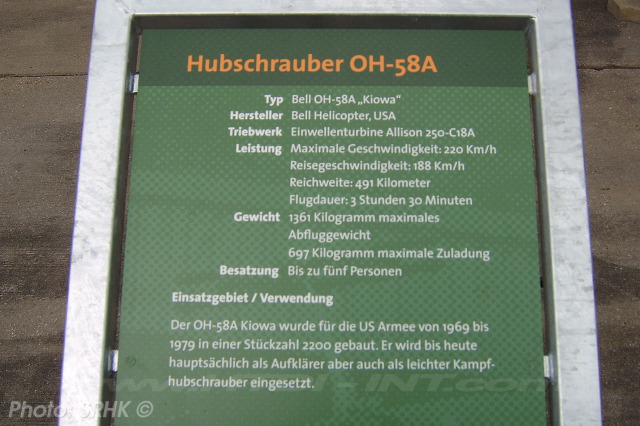 Hubschrauber OH-58A
Typ Bell OH-58A „Kiowa“
Hersteller Bell Helicopter, USA
Triebwerk Einwellenturbine Allison 250-C18A
Leistung Maximale Geschwindigkeit: 220 Km/h
Reisegeschwindigkeit: 188 Km/h
Reichweite: 491 Kilometer
Flugdauer: 3 Stunden 30 Minuten
Gewicht 1361 Kilogramm maximales
Abfluggewicht
697 Kilogramm maximale Zuladung
Besatzung Bis zu fünf Personen
Einsatzgebiet / Verwendung
Der OH-58A Kiowa wurde für die US Armee von 1969 bis
1979 in einer Stückzahl 2200 gebaut. Er wird bis heute
hauptsächlich als Aufklärer aber auch als leichter Kampf-
hubschrauber eingesetzt.
Photo: SRHK ©